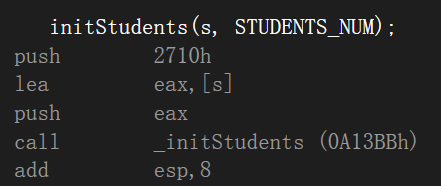 initStudents(s, STUDENTS_NUM);
push 2710h
lea eax,[s]
push eax
call _initStudents (0A13BBh)
add esp,8